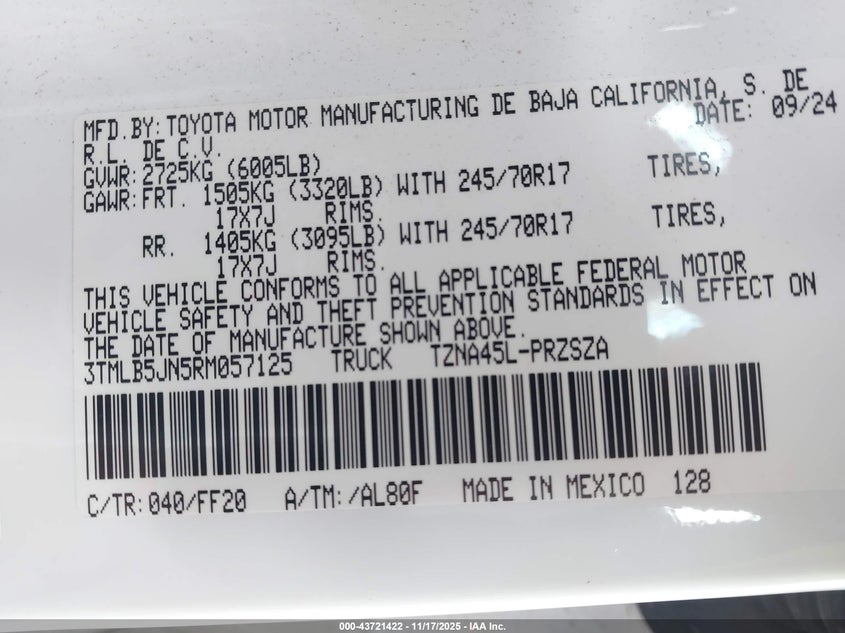 MFD.BY: TOYOTA MOTOR MANUFACTURING DE BAJA CALIFORNIA, S. DE
R.L. DE C.V. DATE: 09/24
GVWR: 2725KG (6005LB)
GAWR: FRT. 1505KG (3320LB) WITH 245/70R17 TIRES,
17X7J RIMS.
RR. 1405KG (3095LB) WITH 245/70R17 TIRES,
17X7J RIMS.
THIS VEHICLE CONFORMS TO ALL APPLICABLE FEDERAL MOTOR
VEHICLE SAFETY AND THEFT PREVENTION STANDARDS IN EFFECT ON
THE DATE OF MANUFACTURE SHOWN ABOVE.
3TMLB5JN5RM057125 TRUCK TZNA45L-PRZSZA
C/TR: 040/FF20 A/TM: /AL80F MADE IN MEXICO 128
000-43721422 - 11/17/2025 - IAA Inc.